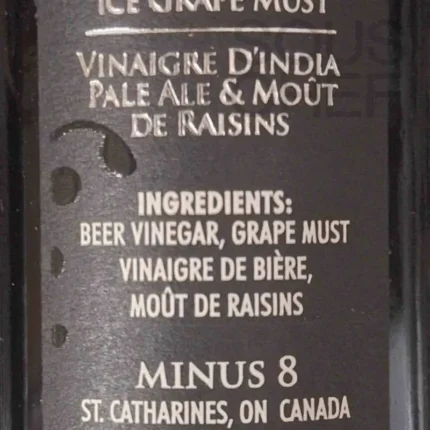 ICE GRAPE MUST
VINAIGRE D'INDIA
PALE ALE & MOÛT
DE RAISINS
INGREDIENTS:
BEER VINEGAR, GRAPE MUST
VINAIGRE DE BIÈRE,
MOÛT DE RAISINS
MINUS 8
ST. CATHARINES, ON CANADA